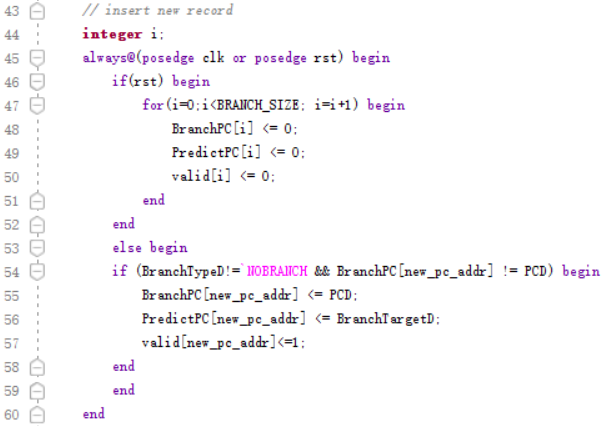 43 // insert new record
44 integer i;
45 always@(posedge clk or posedge rst) begin
46 if(rst) begin
47 for(i=0;i<BRANCH_SIZE; i=i+1) begin
48 BranchPC[i] <= 0;
49 PredictPC[i] <= 0;
50 valid[i] <= 0;
51 end
52 end
53 else begin
54 if (BranchTypeD!=`NOBRANCH && BranchPC[new_pc_addr] != PCD) begin
55 BranchPC[new_pc_addr] <= PCD;
56 PredictPC[new_pc_addr] <= BranchTargetD;
57 valid[new_pc_addr]<=1;
58 end
59 end
60 end